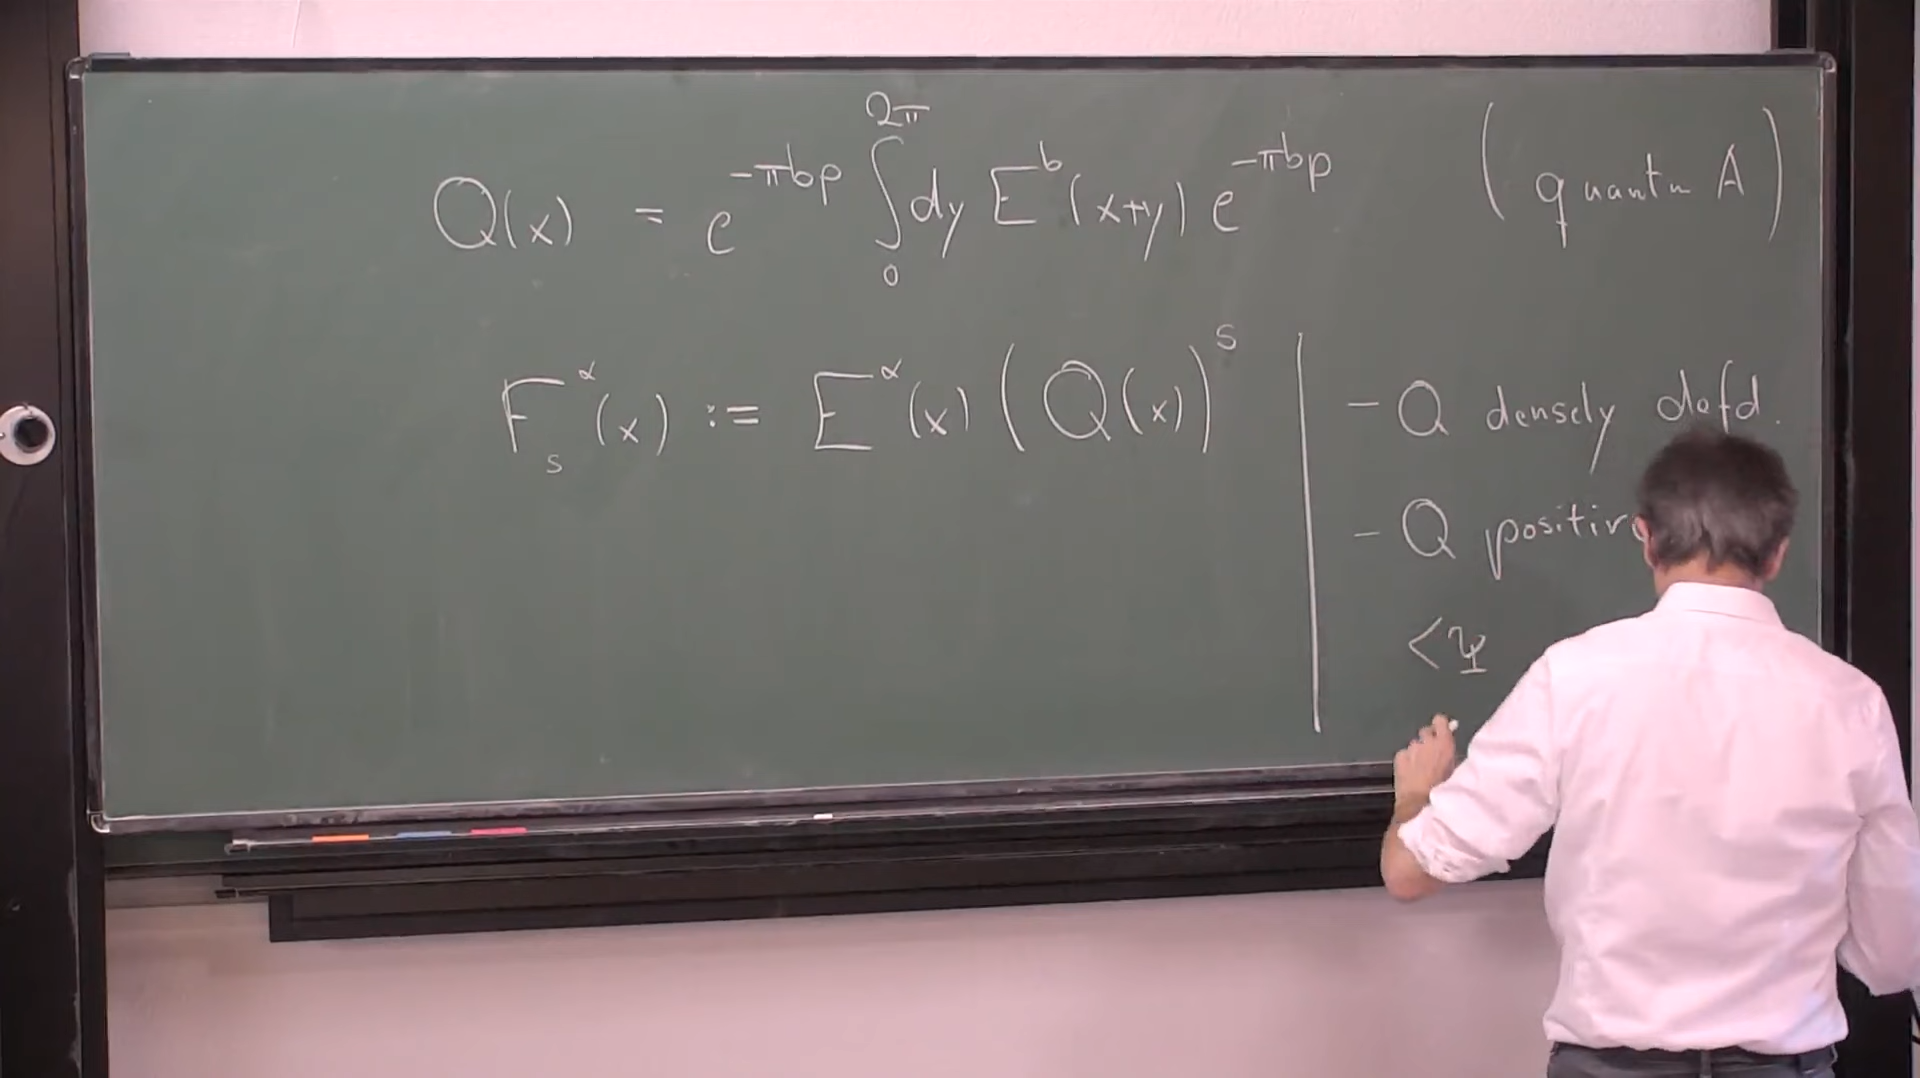 Q(x) = e^{-πbp} ∫_0^{2π} dy E^b (x+y) e^{-πbp} (quantu A)
F_s^α (x) := E^α (x) (Q(x))^s
- Q densely defd.
- Q positive
<Ψ